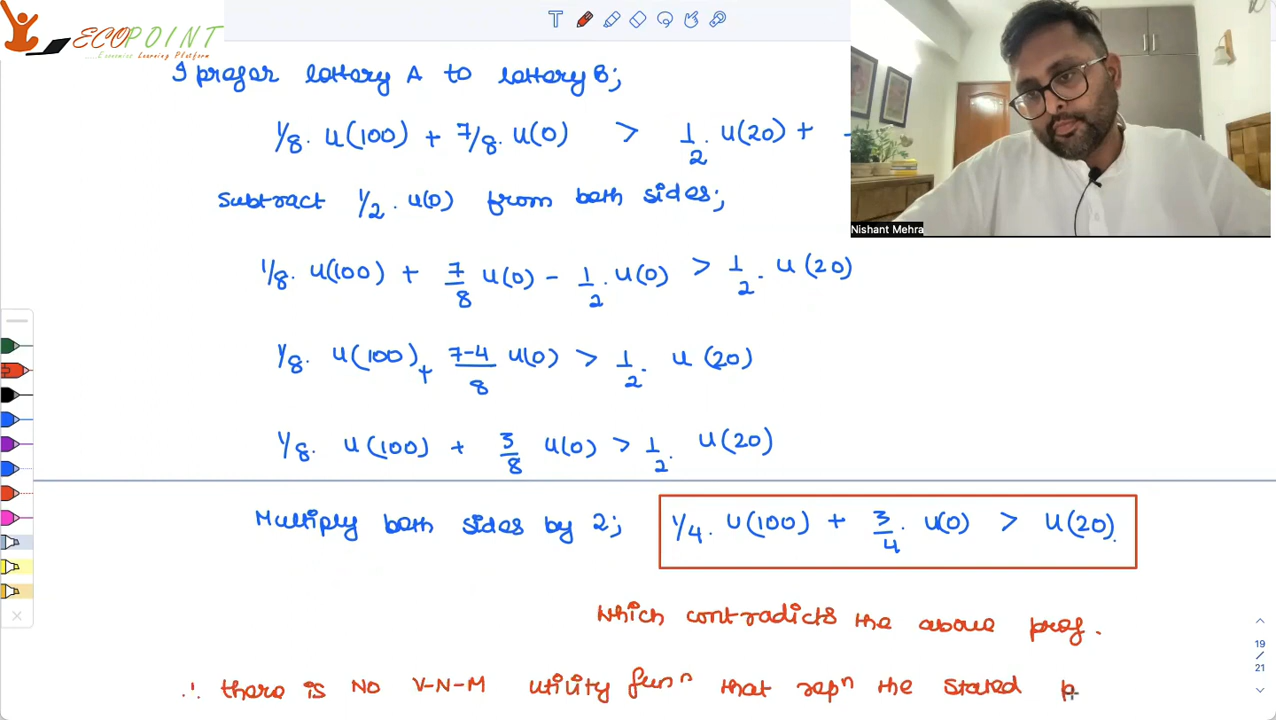 ECOPOINT
Economics Learning Platform
I prefer lottery A to lottery B;
1/8. u(100) + 7/8. u(0) > 1/2. u(20) +
Nishant Mehra
Subtract 1/2. u(0) from both sides;
1/8. u(100) + 7/8 u(0) - 1/2. u(0) > 1/2. u(20)
1/8. u(100) + 7-4/8 u(0) > 1/2. u(20)
1/8. u(100) + 3/8 u(0) > 1/2. u(20)
Multiply both sides by 2; 1/4. u(100) + 3/4. u(0) > u(20).
Which contradicts the above pref.
∴ there is No V-N-M utility funⁿ that repⁿ the stated p
19
21